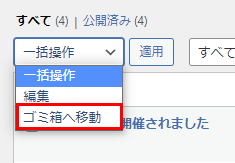 すべて (4) | 公開済み (4)
一括操作
適用
すべて
一括操作
編集
ゴミ箱へ移動
開催されました